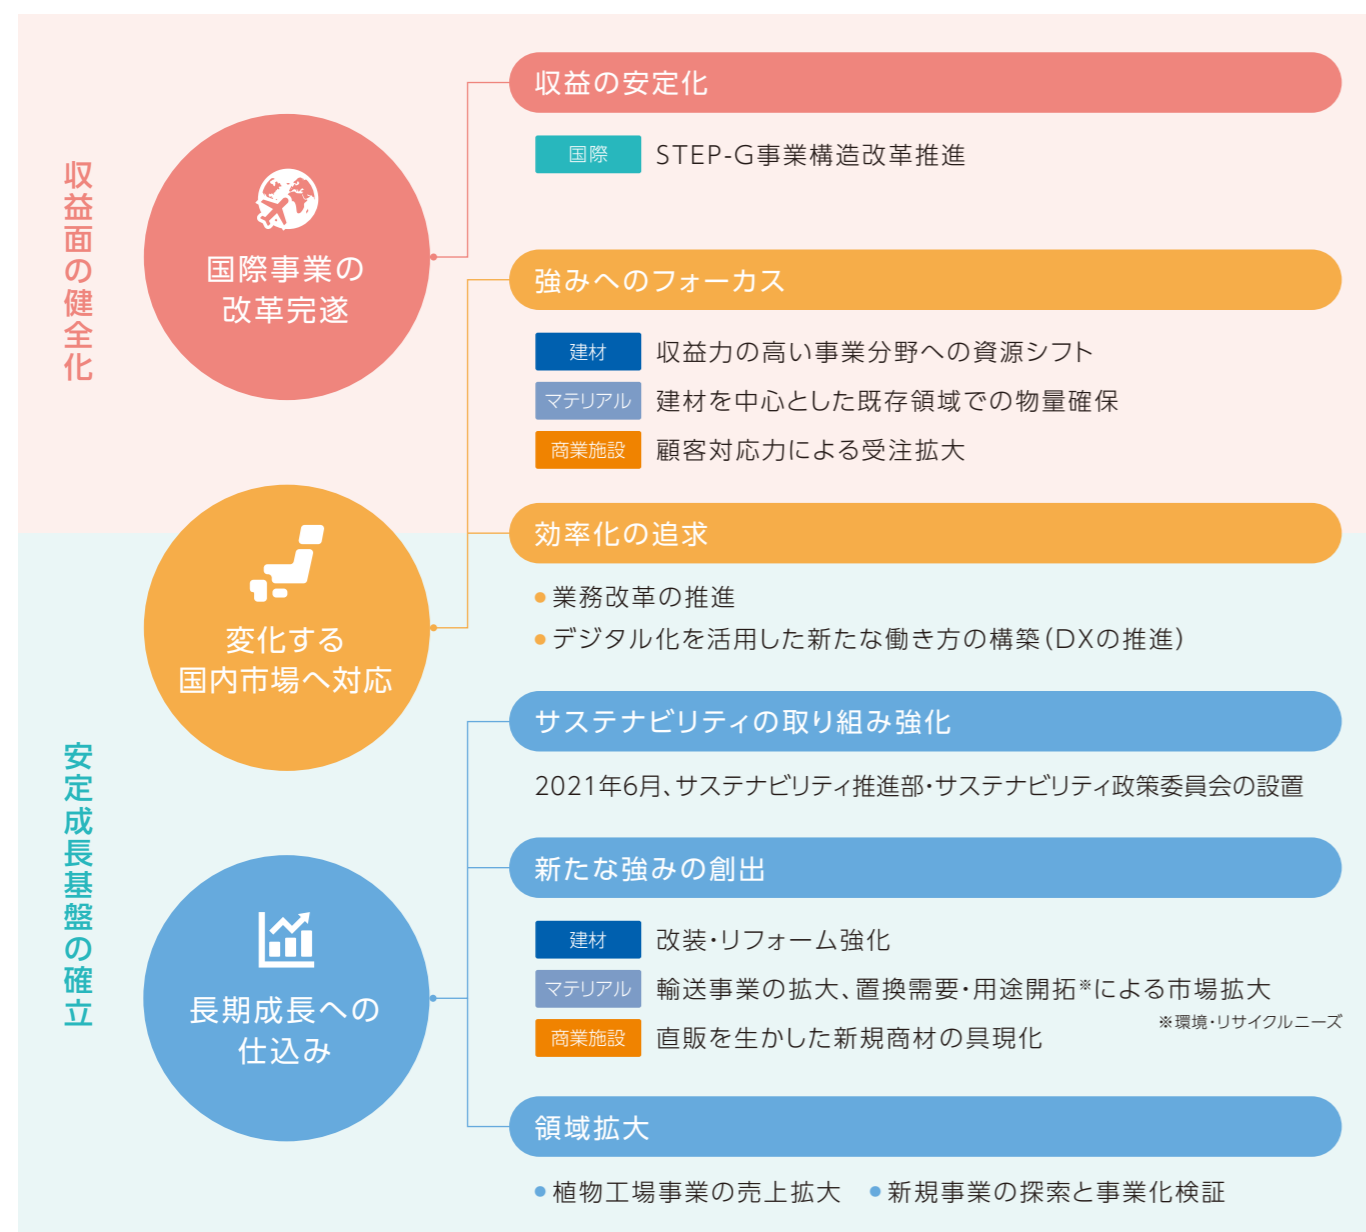 収益面の健全化
国際事業の
改革完遂
収益の安定化
国際 STEP-G事業構造改革推進
変化する
国内市場へ対応
強みへのフォーカス
建材 収益力の高い事業分野への資源シフト
マテリアル 建材を中心とした既存領域での物量確保
商業施設 顧客対応力による受注拡大
効率化の追求
●業務改革の推進
●デジタル化を活用した新たな働き方の構築(DXの推進)
安定成長基盤の確立
長期成長への
仕込み
サステナビリティの取り組み強化
2021年6月、サステナビリティ推進部・サステナビリティ政策委員会の設置
新たな強みの創出
建材 改装・リフォーム強化
マテリアル 輸送事業の拡大、置換需要・用途開拓※による市場拡大
※環境・リサイクルニーズ
商業施設 直販を生かした新規商材の具現化
領域拡大
●植物工場事業の売上拡大 ●新規事業の探索と事業化検証